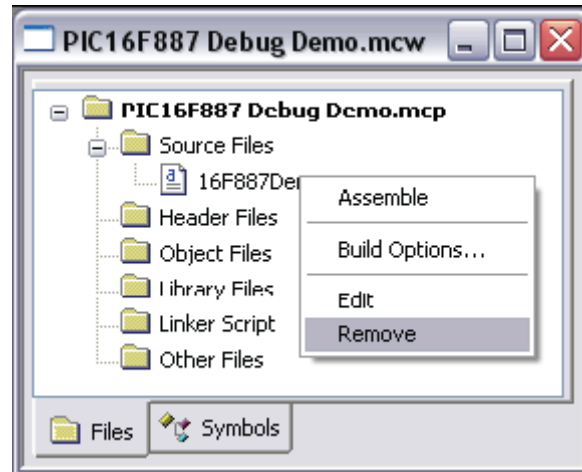 PIC16F887 Debug Demo.mcw
PIC16F887 Debug Demo.mcp
Source Files
16F887De
Assemble
Header Files
Build Options...
Object Files
Library Files
Edit
Linker Script
Remove
Other Files
Files
Symbols